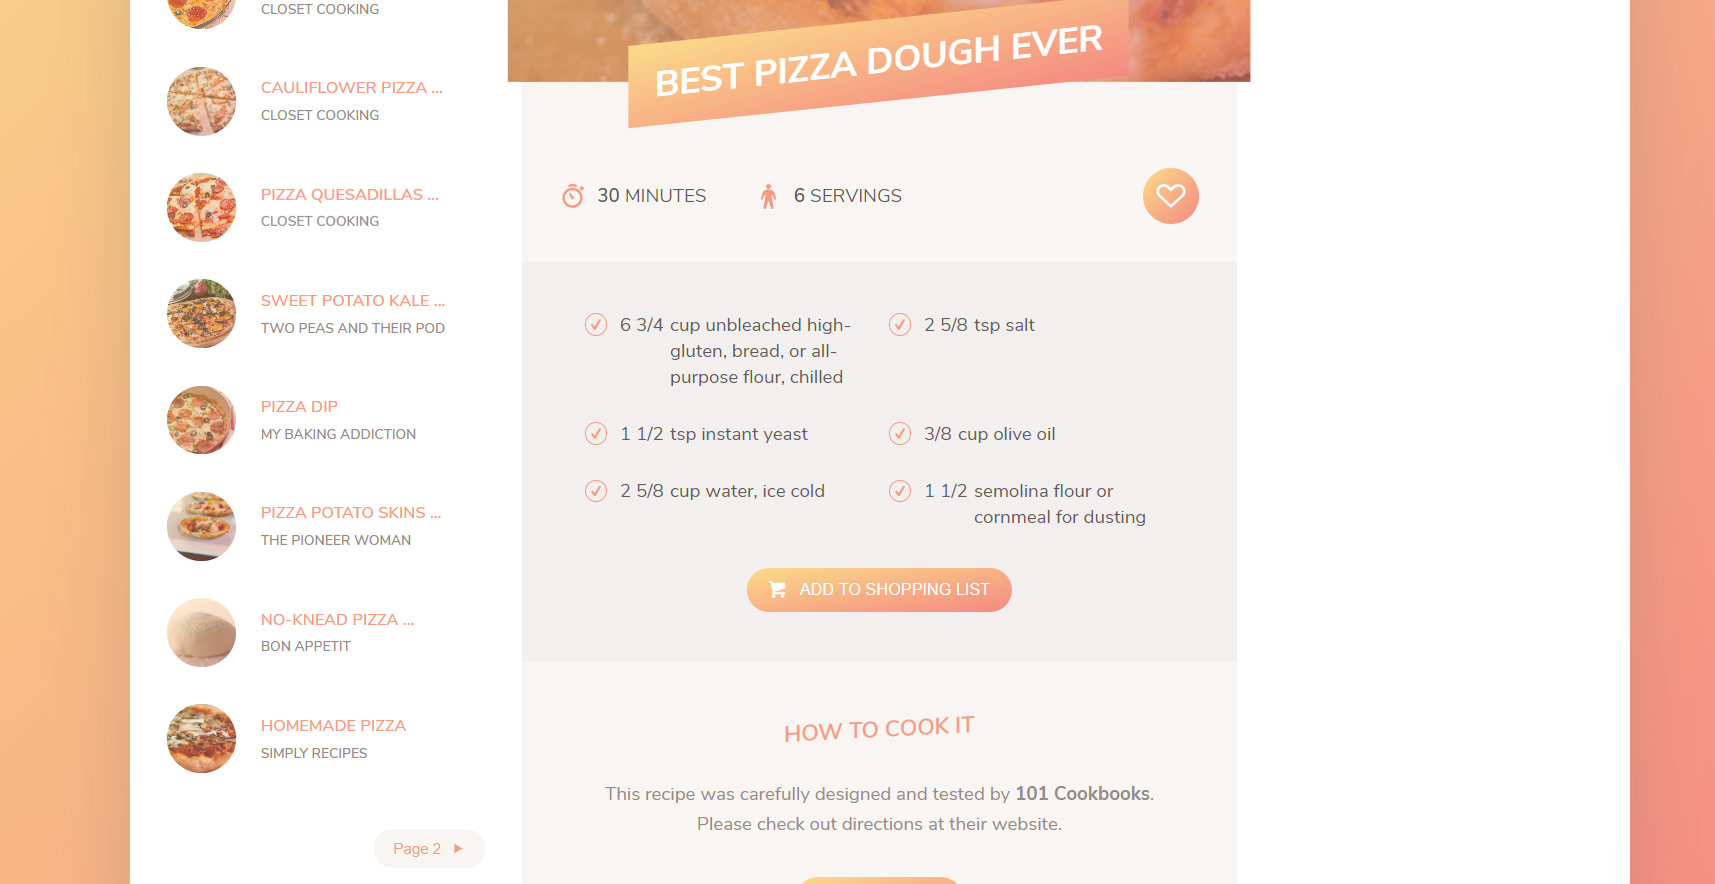 CLOSET COOKING
CAULIFLOWER PIZZA ...
CLOSET COOKING
PIZZA QUESADILLAS ...
CLOSET COOKING
SWEET POTATO KALE ...
TWO PEAS AND THEIR POD
PIZZA DIP
MY BAKING ADDICTION
PIZZA POTATO SKINS ...
THE PIONEER WOMAN
NO-KNEAD PIZZA ...
BON APPETIT
HOMEMADE PIZZA
SIMPLY RECIPES
Page 2
BEST PIZZA DOUGH EVER
30 MINUTES
6 SERVINGS
6 3/4 cup unbleached high-
gluten, bread, or all-
purpose flour, chilled
2 5/8 tsp salt
1 1/2 tsp instant yeast
3/8 cup olive oil
2 5/8 cup water, ice cold
1 1/2 semolina flour or
cornmeal for dusting
ADD TO SHOPPING LIST
HOW TO COOK IT
This recipe was carefully designed and tested by 101 Cookbooks.
Please check out directions at their website.